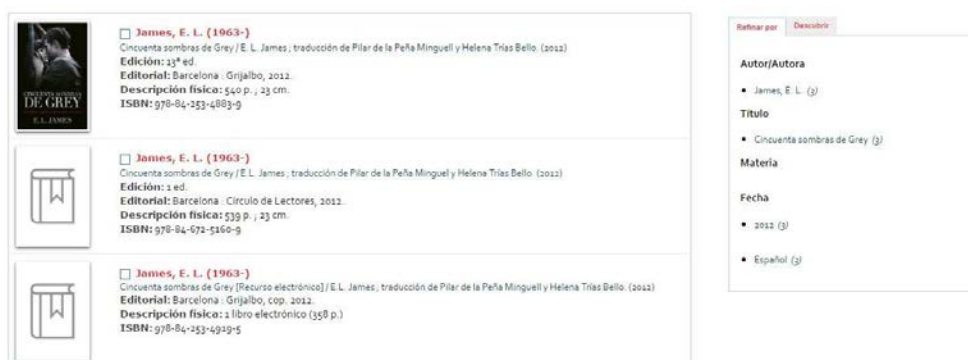 James, E. L. (1963-)
Cincuenta sombras de Grey / E. L. James ; traducción de Pilar de la Peña Minguell y Helena Trías Bello. (2012)
Edición: 13ª ed.
Editorial: Barcelona : Grijalbo, 2012.
Descripción física: 540 p. ; 23 cm.
ISBN: 978-84-253-4883-9
CINCUENTA SOMBRAS
DE GREY
E. L. JAMES
James, E. L. (1963-)
Cincuenta sombras de Grey / E. L. James ; traducción de Pilar de la Peña Minguel y Helena Trías Bello. (2012)
Edición: 1 ed.
Editorial: Barcelona : Círculo de Lectores, 2012.
Descripción física: 539 p. ; 23 cm.
ISBN: 978-84-672-5160-9
James, E. L. (1963-)
Cincuenta sombras de Grey [Recurso electrónico] / E.L. James ; traducción de Pilar de la Peña Minguell y Helena Trías Bello. (2012)
Editorial: Barcelona : Grijalbo, cop. 2012.
Descripción física: 1 libro electrónico (358 p.)
ISBN: 978-84-253-4929-5
Refinar por Descubrir
Autor/Autora
James, E. L. (3)
Título
Cincuenta sombras de Grey (3)
Materia
Fecha
2012 (3)
Español (3)